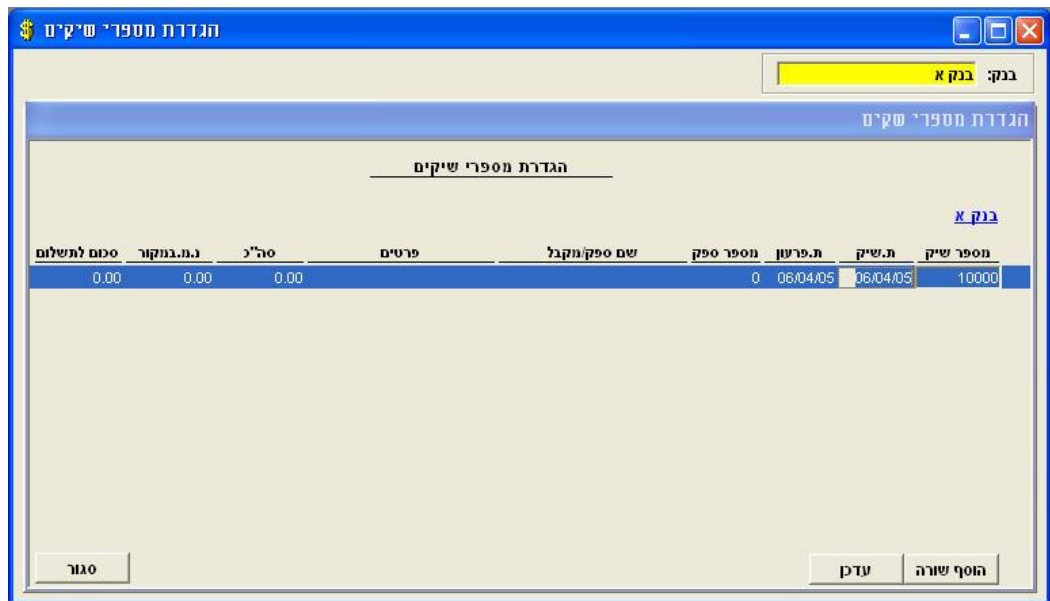 הגדרת מספרי שיקים
בנק: בנק א
הגדרת מספרי שקים
הגדרת מספרי שיקים
בנק א
מספר שיק ת.שיק ת.פרעון מספר ספק שם ספק/מקבל פרטים סה"כ נ.מ.במקור סכום לתשלום
10000 06/04/05 06/04/05 0 0.00 0.00 0.00
הוסף שורה עדכן סגור